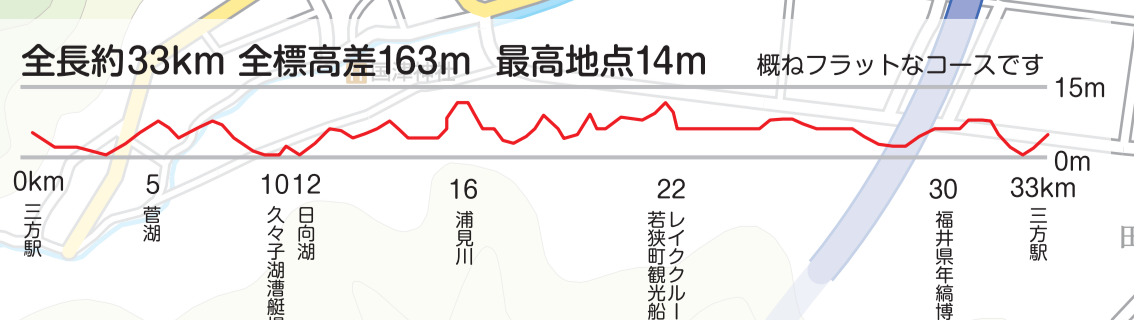 全長約33km 全標高差163m 最高地点14m 概ねフラットなコースです
15m
0m
0km
5
10
12
16
22
30
33km
三方駅
菅湖
久々子湖漕艇場
日向湖
浦見川
レイククルー
若狭町観光船
福井県年縞博
三方駅